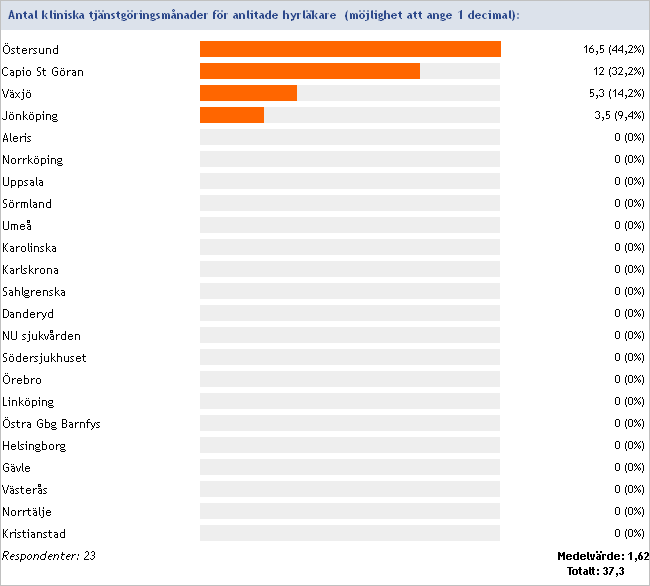 Antal kliniska tjänstgöringsmånader för anlitade hyrläkare (möjlighet att ange 1 decimal):
Östersund 16,5 (44,2%)
Capio St Göran 12 (32,2%)
Växjö 5,3 (14,2%)
Jönköping 3,5 (9,4%)
Aleris 0 (0%)
Norrköping 0 (0%)
Uppsala 0 (0%)
Sörmland 0 (0%)
Umeå 0 (0%)
Karolinska 0 (0%)
Karlskrona 0 (0%)
Sahlgrenska 0 (0%)
Danderyd 0 (0%)
NU sjukvården 0 (0%)
Södersjukhuset 0 (0%)
Örebro 0 (0%)
Linköping 0 (0%)
Östra Gbg Barnfys 0 (0%)
Helsingborg 0 (0%)
Gävle 0 (0%)
Västerås 0 (0%)
Norrtälje 0 (0%)
Kristianstad 0 (0%)
Respondenter: 23 Medelvärde: 1,62
Totalt: 37,3